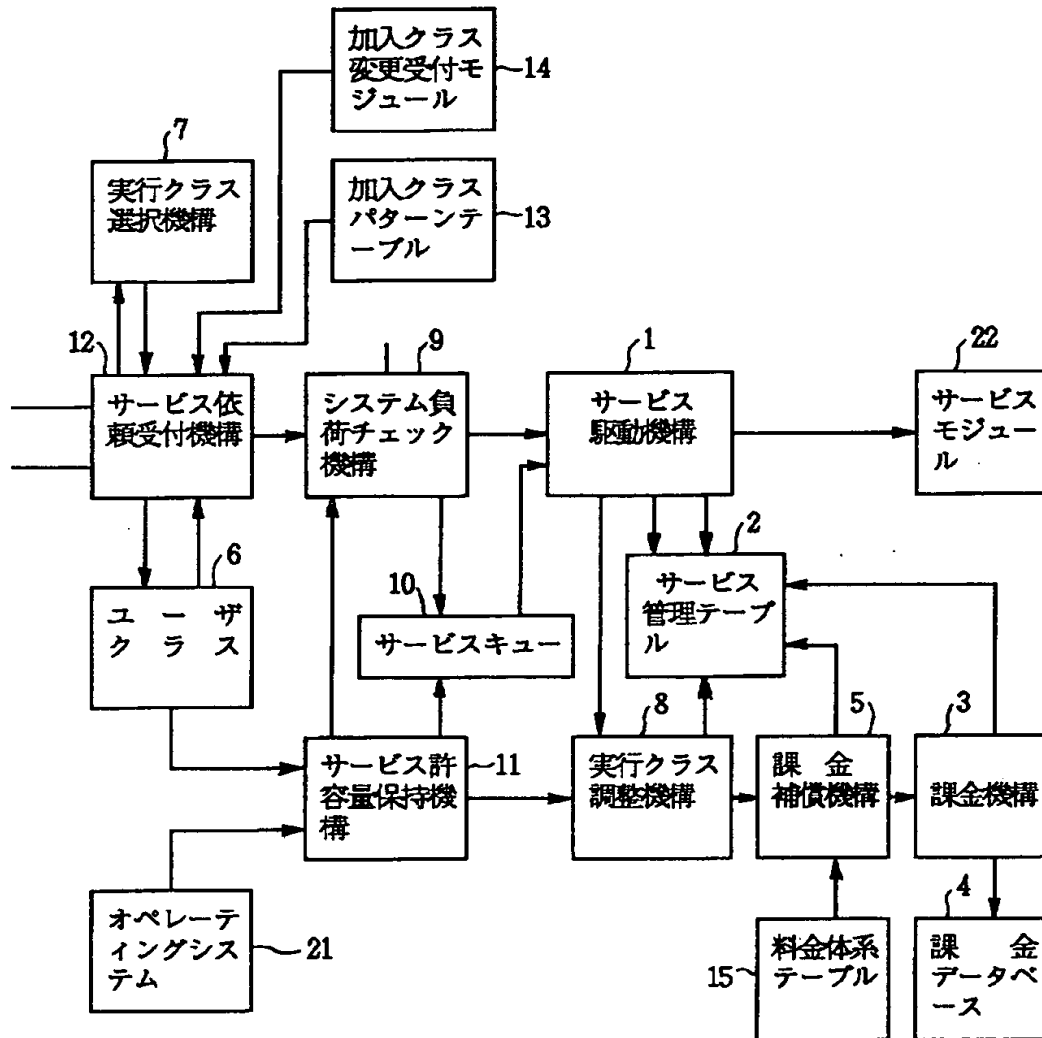 加入クラス
変更受付モ
ジュール
14
7
実行クラス
選択機構
加入クラス
パターンテ
ーブル
13
12
サービス依
頼受付機構
9
システム負
荷チェック
機構
1
サービス
駆動機構
22
サービス
モジュー
ル
6
ユーザ
クラス
10
サービスキュー
2
サービス
管理テーブ
ル
サービス許
容量保持機
構
11
8
実行クラス
調整機構
5
課金
補償機構
3
課金機構
オペレーテ
ィングシス
テム
21
15
料金体系
テーブル
4
課金
データベ
ース